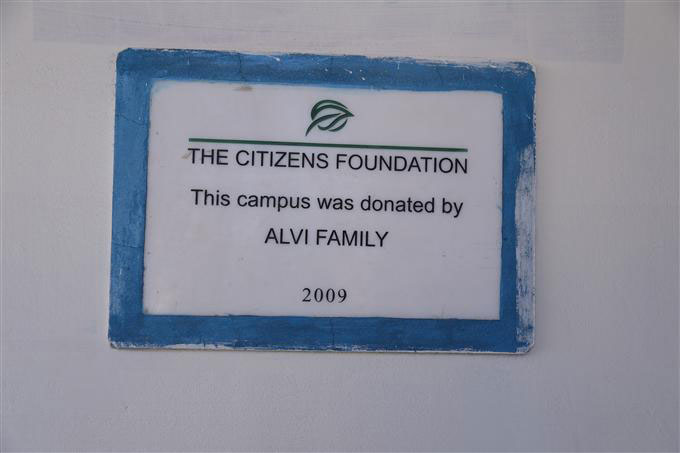 THE CITIZENS FOUNDATION
This campus was donated by
ALVI FAMILY
2009